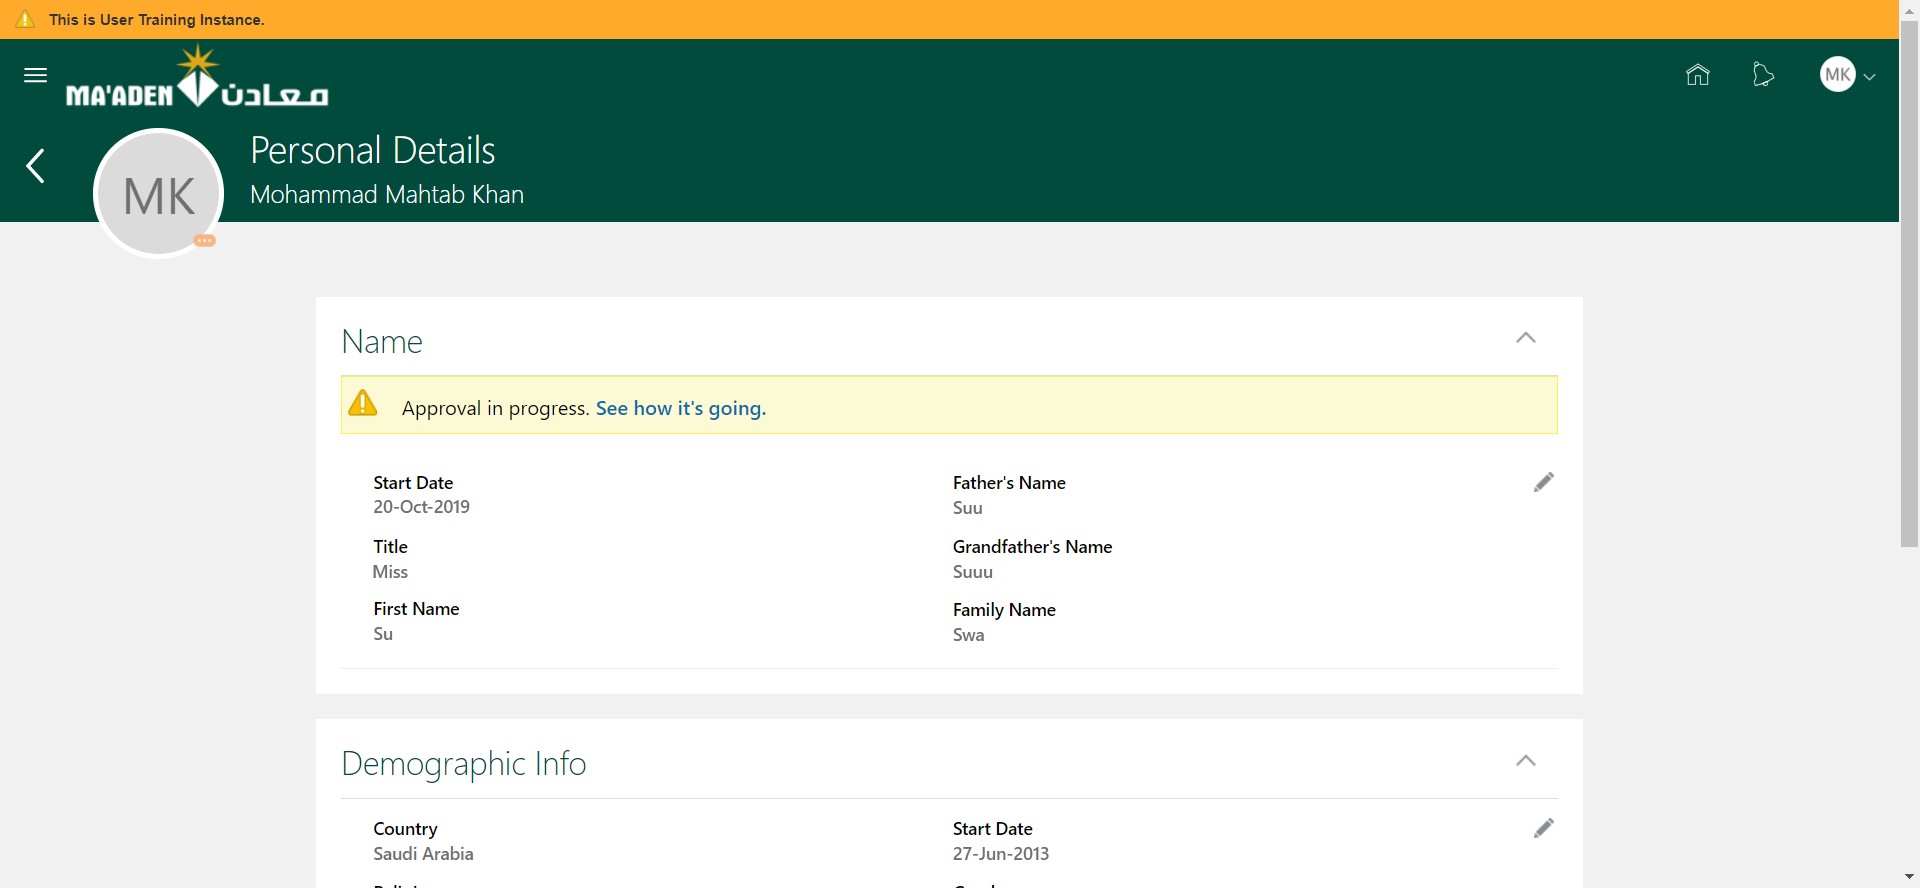 This is User Training Instance.
MA'ADEN معادن
MK
Personal Details
MK
Mohammad Mahtab Khan
Name
Approval in progress. See how it's going.
Start Date
20-Oct-2019
Father's Name
Suu
Title
Miss
Grandfather's Name
Suuu
First Name
Su
Family Name
Swa
Demographic Info
Country
Saudi Arabia
Start Date
27-Jun-2013